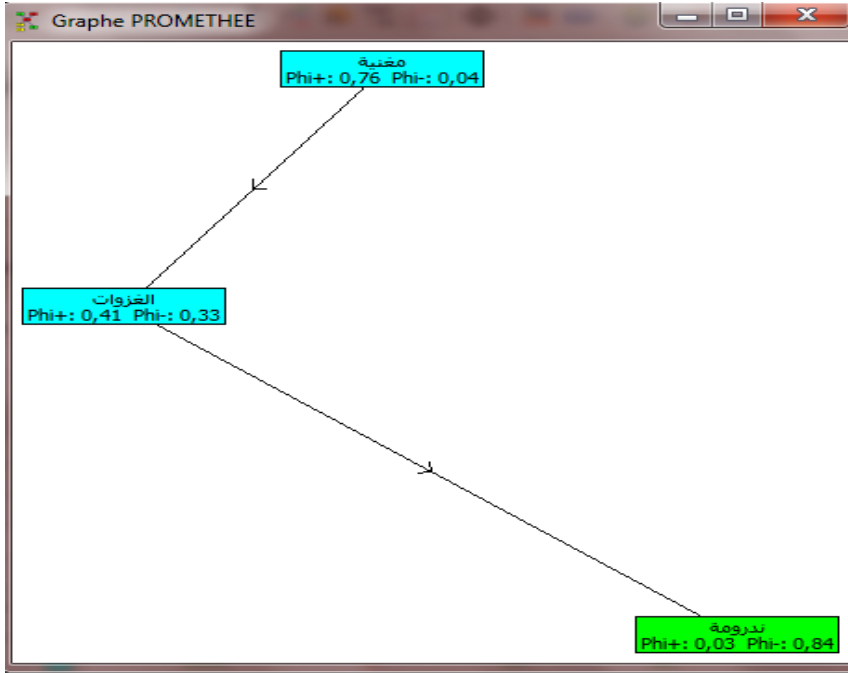 Graphe PROMETHEE
مغنية
Phi+: 0,76 Phi-: 0,04
الغزوات
Phi+: 0,41 Phi-: 0,33
ندرومة
Phi+: 0,03 Phi-: 0,84